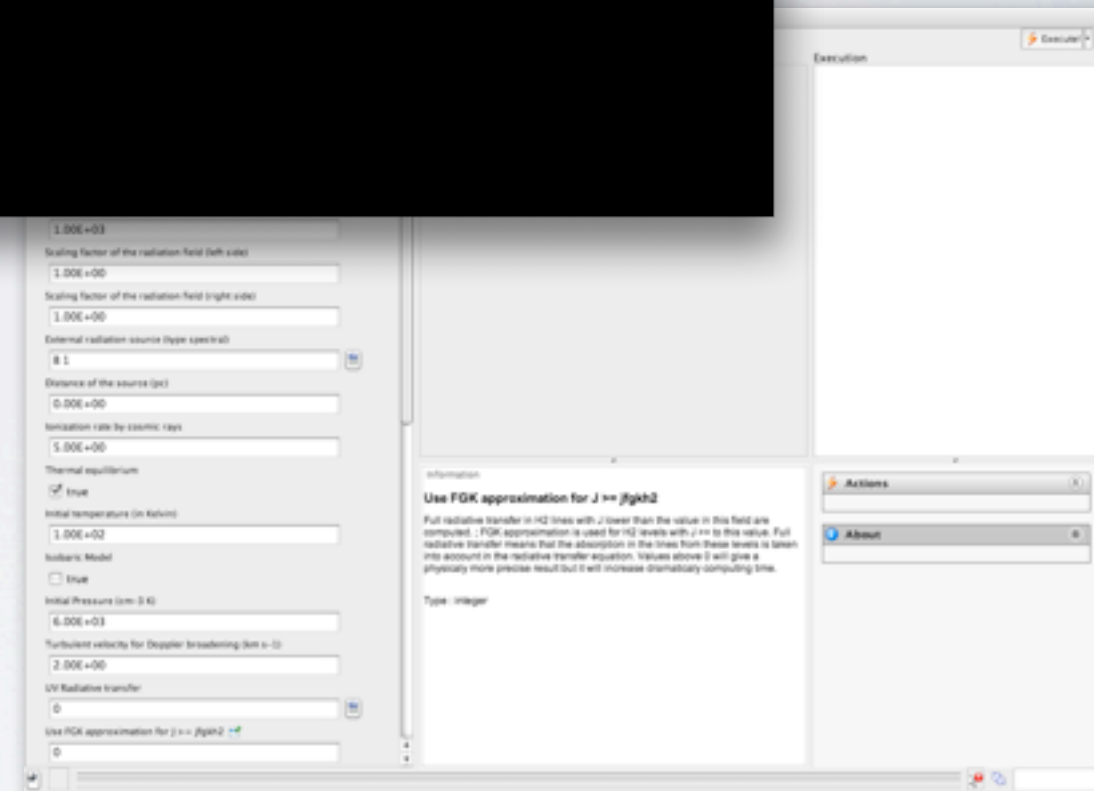 Execute
Execution
1.00E+03
Scaling factor of the radiation field (left side)
1.00E+00
Scaling factor of the radiation field (right side)
1.00E+00
External radiation source (type spectral)
8 1
Distance of the source (pc)
0.00E+00
Ionization rate by cosmic rays
5.00E+00
Thermal equilibrium
true
Initial temperature (in Kelvin)
1.00E+02
Isobaric Model
true
Initial Pressure (cm-3 K)
6.00E+03
Turbulent velocity for Doppler broadening (km s-1)
2.00E+00
UV Radiative transfer
0
Use FGK approximation for J >= jfgkh2
0
Information
Use FGK approximation for J >= jfgkh2
Full radiative transfer in H2 lines with J lower than the value in this field are
computed. ; FGK approximation is used for H2 levels with J >= to this value. Full
radiative transfer means that the absorption in the lines from these levels is taken
into account in the radiative transfer equation. Values above 0 will give a
physicaly more precise result but it will increase dramaticaly computing time.
Type : integer
Actions
About